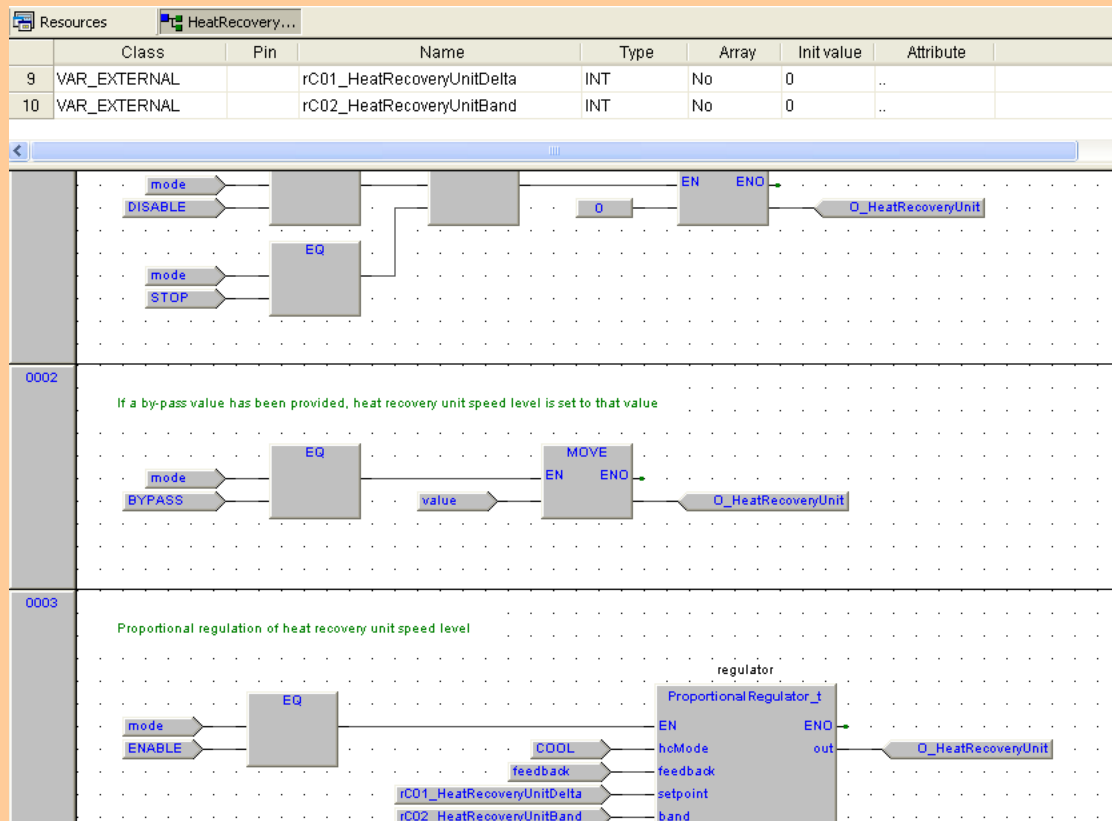 Resources HeatRecovery...
Class Pin Name Type Array Init value Attribute
9 VAR_EXTERNAL rC01_HeatRecoveryUnitDelta INT No 0 ..
10 VAR_EXTERNAL rC02_HeatRecoveryUnitBand INT No 0 ..
mode EN ENO
DISABLE 0 O_HeatRecoveryUnit
EQ
mode
STOP
0002
If a by-pass value has been provided, heat recovery unit speed level is set to that value
EQ MOVE
mode EN ENO
BYPASS value O_HeatRecoveryUnit
0003
Proportional regulation of heat recovery unit speed level
regulator
EQ ProportionalRegulator_t
mode EN ENO
ENABLE COOL hcMode out O_HeatRecoveryUnit
feedback feedback
rC01_HeatRecoveryUnitDelta setpoint
rC02_HeatRecoveryUnitBand band